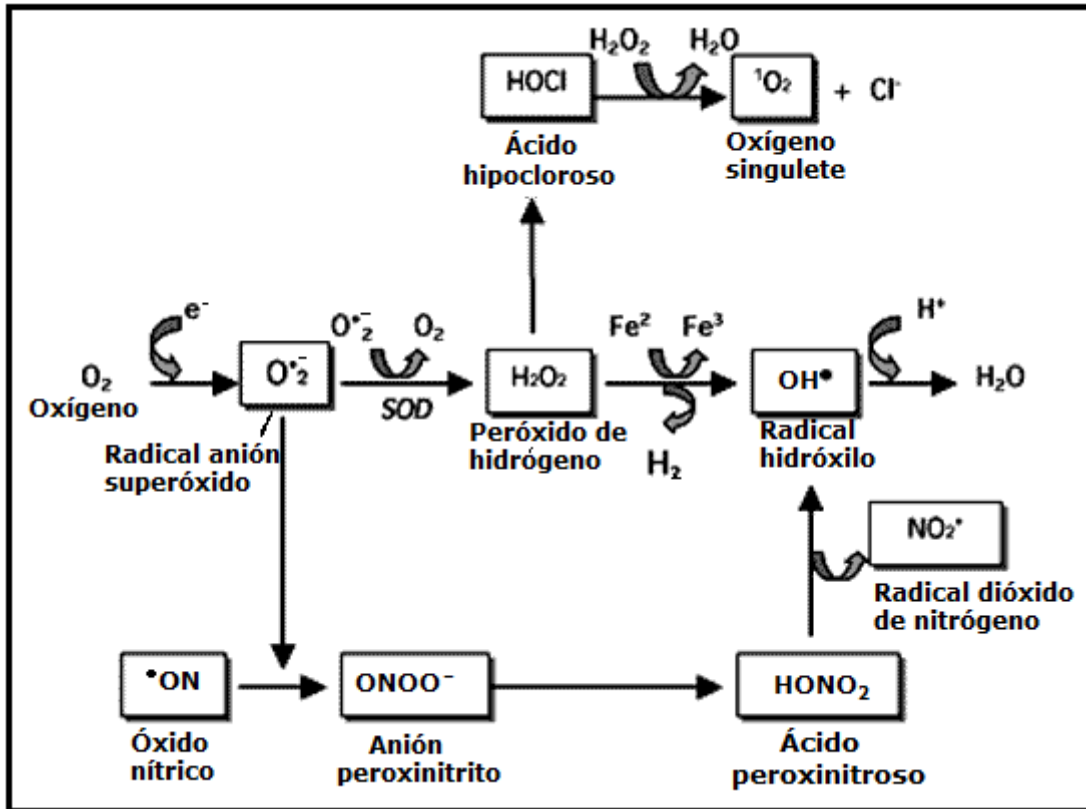 H₂O₂ H₂O
HOCl ¹O₂ + Cl⁻
Ácido
hipocloroso
Oxígeno
singulete
e⁻ O•₂⁻ O₂ Fe² Fe³ H⁺
O₂ O•₂⁻ SOD H₂O₂ OH• H₂O
Oxígeno
Radical anión
superóxido
Peróxido de
hidrógeno
H₂
Radical
hidróxilo
NO₂•
Radical dióxido
de nitrógeno
•ON ONOO⁻ HONO₂
Óxido
nítrico
Anión
peroxinitrito
Ácido
peroxinitroso